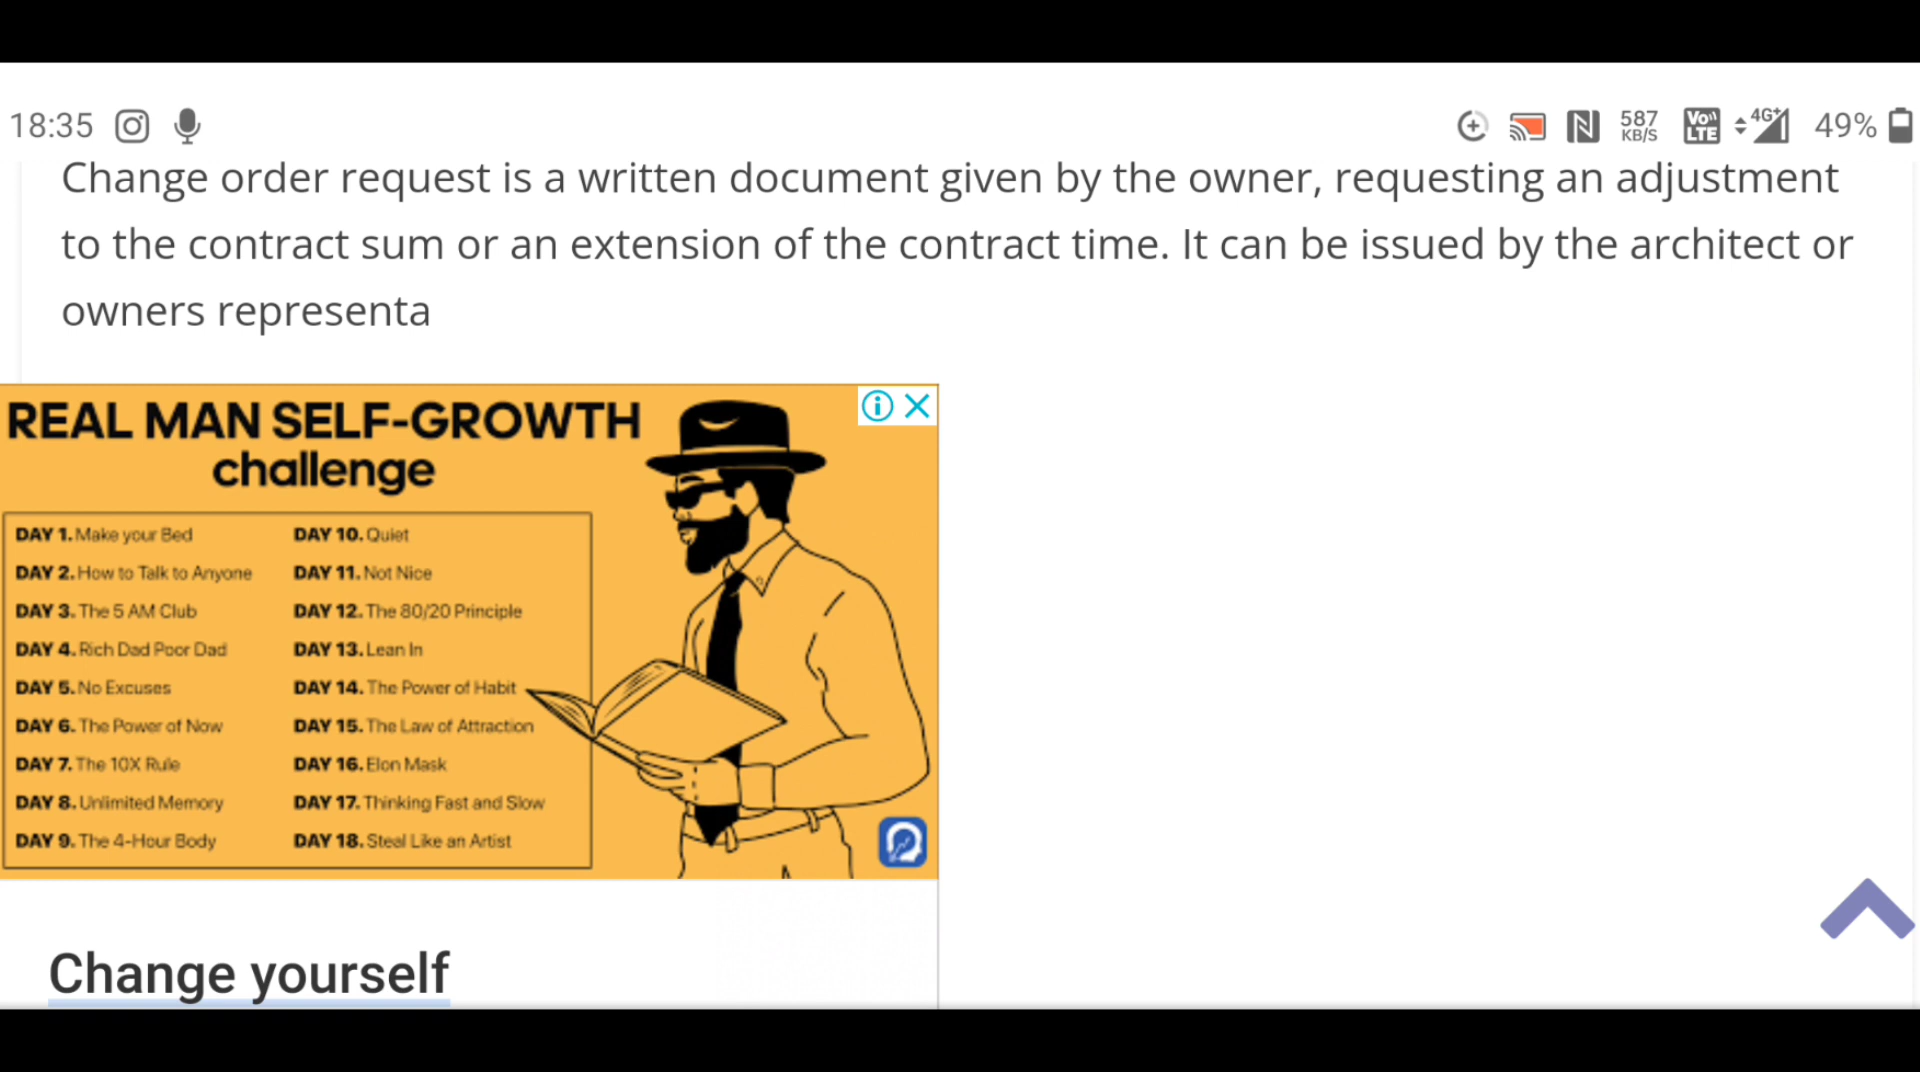 18:35
587 KB/S
VoLTE
4G+
49%
Change order request is a written document given by the owner, requesting an adjustment
to the contract sum or an extension of the contract time. It can be issued by the architect or
owners representa
REAL MAN SELF-GROWTH
challenge
DAY 1. Make your Bed
DAY 2. How to Talk to Anyone
DAY 3. The 5 AM Club
DAY 4. Rich Dad Poor Dad
DAY 5. No Excuses
DAY 6. The Power of Now
DAY 7. The 10X Rule
DAY 8. Unlimited Memory
DAY 9. The 4-Hour Body
DAY 10. Quiet
DAY 11. Not Nice
DAY 12. The 80/20 Principle
DAY 13. Lean In
DAY 14. The Power of Habit
DAY 15. The Law of Attraction
DAY 16. Elon Mask
DAY 17. Thinking Fast and Slow
DAY 18. Steal Like an Artist
Change yourself